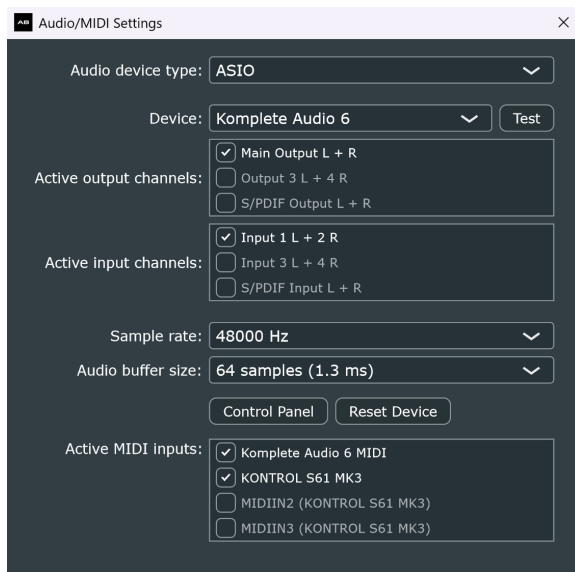 AB Audio/MIDI Settings
Audio device type: ASIO
Device: Komplete Audio 6 Test
Active output channels:
Main Output L + R
Output 3 L + 4 R
S/PDIF Output L + R
Active input channels:
Input 1 L + 2 R
Input 3 L + 4 R
S/PDIF Input L + R
Sample rate: 48000 Hz
Audio buffer size: 64 samples (1.3 ms)
Control Panel Reset Device
Active MIDI inputs:
Komplete Audio 6 MIDI
KONTROL S61 MK3
MIDIIN2 (KONTROL S61 MK3)
MIDIIN3 (KONTROL S61 MK3)